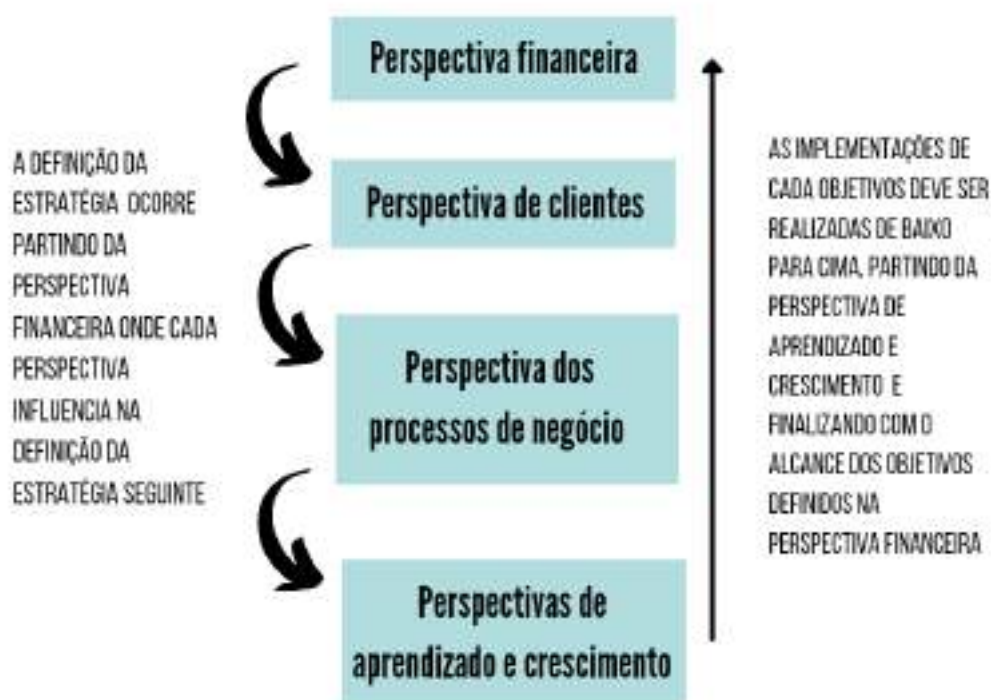 Perspectiva financeira
A DEFINIÇÃO DA
ESTRATÉGIA OCORRE
PARTINDO DA
PERSPECTIVA
FINANCEIRA ONDE CADA
PERSPECTIVA
INFLUENCIA NA
DEFINIÇÃO DA
ESTRATÉGIA SEGUINTE
Perspectiva de clientes
Perspectiva dos
processos de negócio
Perspectivas de
aprendizado e crescimento
AS IMPLEMENTAÇÕES DE
CADA OBJETIVOS DEVE SER
REALIZADAS DE BAIXO
PARA CIMA, PARTINDO DA
PERSPECTIVA DE
APRENDIZADO E
CRESCIMENTO E
FINALIZANDO COM O
ALCANCE DOS OBJETIVOS
DEFINIDOS NA
PERSPECTIVA FINANCEIRA